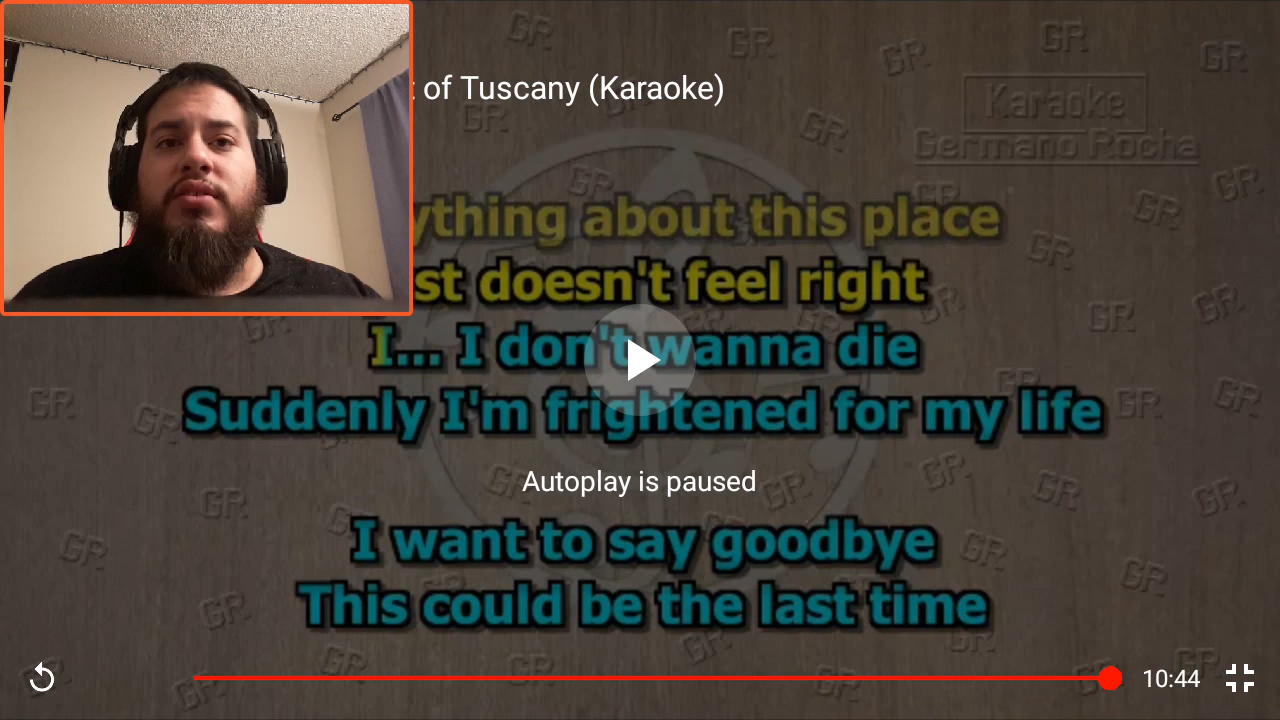 of Tuscany (Karaoke)
Karaoke
Germano Rocha
ything about this place
st doesn't feel right
I... I don't wanna die
Suddenly I'm frightened for my life
Autoplay is paused
I want to say goodbye
This could be the last time
10:44